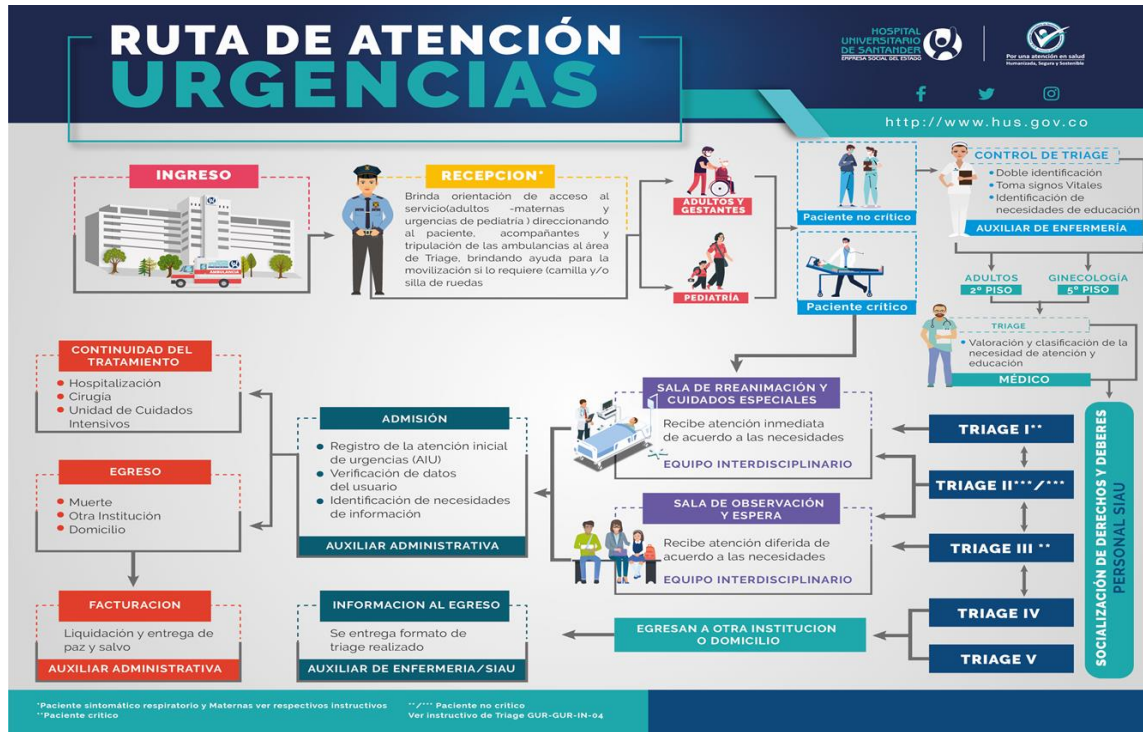 RUTA DE ATENCIÓN
URGENCIAS
HOSPITAL
UNIVERSITARIO
DE SANTANDER
EMPRESA SOCIAL DEL ESTADO
Por una atención en salud
Humanizada, Segura y Sostenible
http://www.hus.gov.co
INGRESO
AMBULANCIA
RECEPCION*
Brinda orientación de acceso al
servicio(adultos -maternas y
urgencias de pediatria ) direccionando
al paciente, acompañantes y
tripulación de las ambulancias al área
de Triage, brindando ayuda para la
movilización si lo requiere (camilla y/o
silla de ruedas
ADULTOS Y
GESTANTES
PEDIATRÍA
Paciente no crítico
Paciente crítico
CONTROL DE TRIAGE
Doble identificación
Toma signos Vitales
Identificación de
necesidades de educación
AUXILIAR DE ENFERMERÍA
ADULTOS
2º PISO
GINECOLOGÍA
5º PISO
TRIAGE
Valoración y clasificación de la
necesidad de atención y
educación
MÉDICO
CONTINUIDAD DEL
TRATAMIENTO
Hospitalización
Cirugía
Unidad de Cuidados
Intensivos
EGRESO
Muerte
Otra Institución
Domicilio
FACTURACION
Liquidación y entrega de
paz y salvo
AUXILIAR ADMINISTRATIVA
ADMISIÓN
Registro de la atención inicial
de urgencias (AIU)
Verificación de datos
del usuario
Identificación de necesidades
de información
AUXILIAR ADMINISTRATIVA
INFORMACION AL EGRESO
Se entrega formato de
triage realizado
AUXILIAR DE ENFERMERIA/SIAU
SALA DE RREANIMACIÓN Y
CUIDADOS ESPECIALES
Recibe atención inmediata
de acuerdo a las necesidades
EQUIPO INTERDISCIPLINARIO
SALA DE OBSERVACIÓN
Y ESPERA
Recibe atención diferida de
acuerdo a las necesidades
EQUIPO INTERDISCIPLINARIO
EGRESAN A OTRA INSTITUCION
O DOMICILIO
TRIAGE I**
TRIAGE II***/***
TRIAGE III **
TRIAGE IV
TRIAGE V
SOCIALIZACIÓN DE DERECHOS Y DEBERES
PERSONAL SIAU
*Paciente sintomático respiratorio y Maternas ver respectivos instructivos
**Paciente crítico
**/*** Paciente no crítico
Ver instructivo de Triage GUR-GUR-IN-04